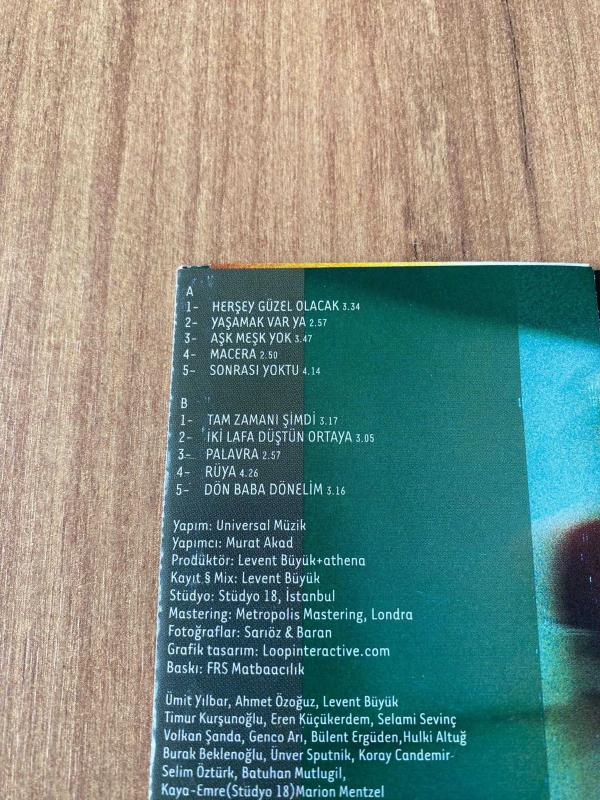 A
1- HERŞEY GÜZEL OLACAK 3.34
2- YAŞAMAK VAR YA 2.57
3- AŞK MEŞK YOK 3.47
4- MACERA 2.50
5- SONRASI YOKTU 4.14
B
1- TAM ZAMANI ŞİMDİ 3.17
2- İKİ LAFA DÜŞTÜN ORTAYA 3.05
3- PALAVRA 2.57
4- RÜYA 4.26
5- DÖN BABA DÖNELİM 3.16
Yapım: Universal Müzik
Yapımcı: Murat Akad
Prodüktör: Levent Büyük+athena
Kayıt § Mix: Levent Büyük
Stüdyo: Stüdyo 18, İstanbul
Mastering: Metropolis Mastering, Londra
Fotoğraflar: Sarıöz & Baran
Grafik tasarım: Loopinteractive.com
Baskı: FRS Matbaacılık
Ümit Yılbar, Ahmet Özoğuz, Levent Büyük
Timur Kurşunoğlu, Eren Küçükerdem, Selami Sevinç
Volkan Şanda, Genco Arı, Bülent Ergüden,Hulki Altuğ
Burak Beklenoğlu, Ünver Sputnik, Koray Candemir-
Selim Öztürk, Batuhan Mutlugil,
Kaya-Emre(Stüdyo 18)Marion Mentzel